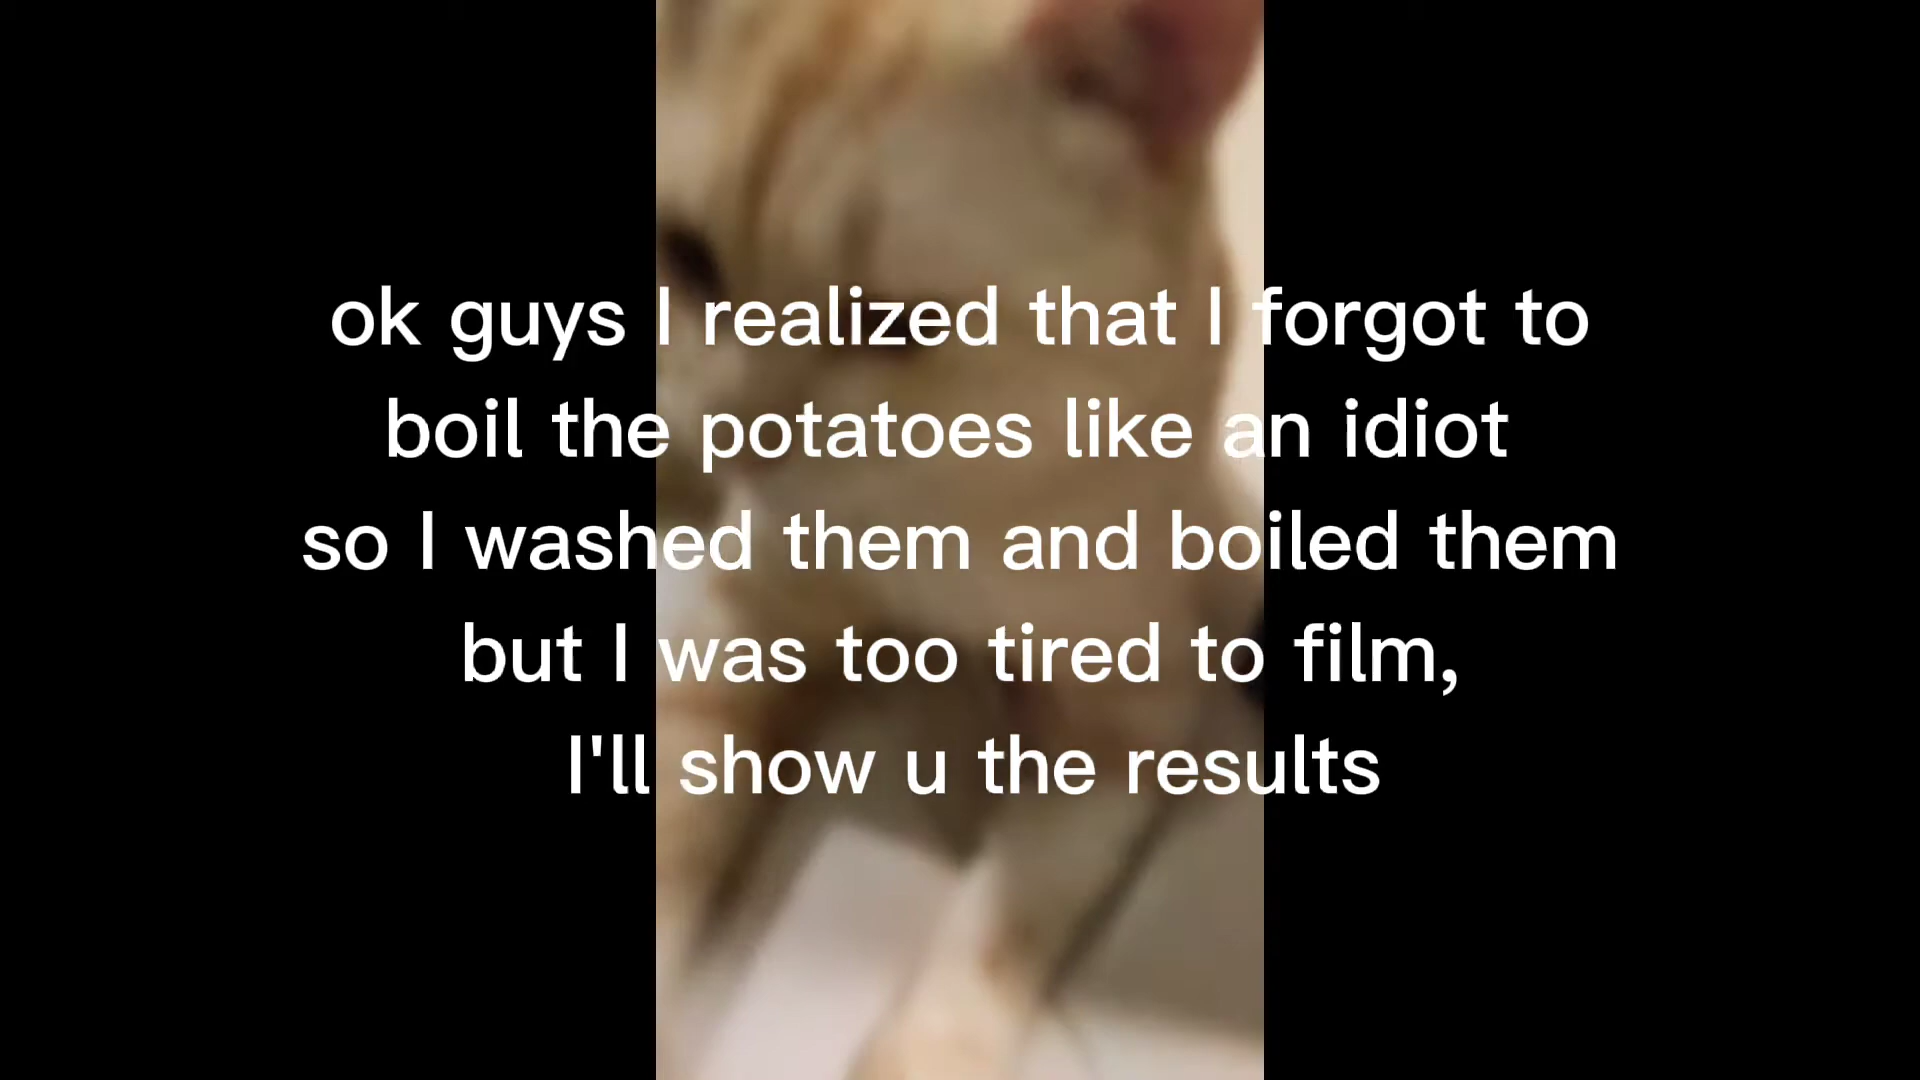 ok guys I realized that I forgot to
boil the potatoes like an idiot
so I washed them and boiled them
but I was too tired to film,
I'll show u the results